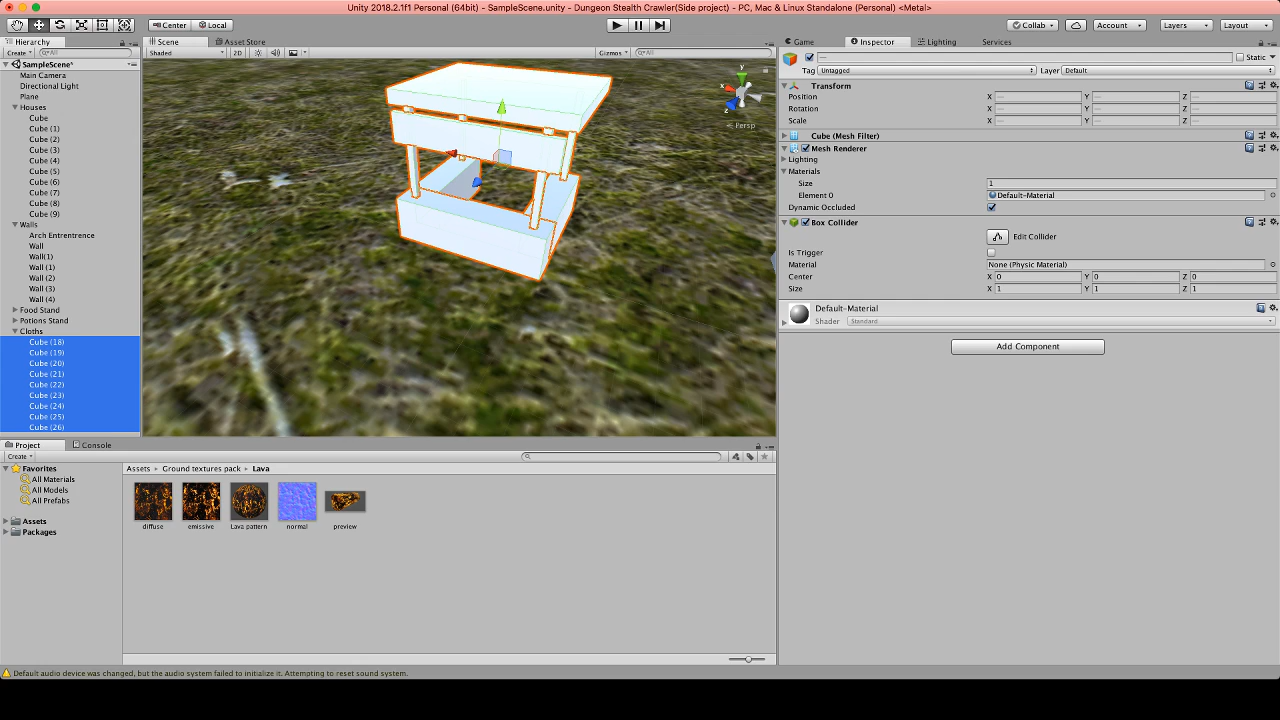 Unity 2018.2.1f1 Personal (64bit) - SampleScene.unity - Dungeon Stealth Crawler(Side project) - PC, Mac & Linux Standalone (Personal) <Metal>
Center Local Collab Account Layers Layout
Hierarchy Scene Asset Store Game Inspector Lighting Services
Create All Shaded 2D Gizmos All Static
SampleScene*
Main Camera
Directional Light
Plane
Houses
Cube
Cube (1)
Cube (2)
Cube (3)
Cube (4)
Cube (5)
Cube (6)
Cube (7)
Cube (8)
Cube (9)
Walls
Arch Entrentrence
Wall
Wall(1)
Wall (1)
Wall (2)
Wall (3)
Wall (4)
Food Stand
Potions Stand
Cloths
Cube (18)
Cube (19)
Cube (20)
Cube (21)
Cube (22)
Cube (23)
Cube (24)
Cube (25)
Cube (26)
y
x
z
Persp
Tag Untagged Layer Default
Transform
Position X — Y — Z —
Rotation X — Y — Z —
Scale X — Y — Z —
Cube (Mesh Filter)
Mesh Renderer
Lighting
Materials
Size 1
Element 0 Default-Material
Dynamic Occluded
Box Collider
Edit Collider
Is Trigger
Material None (Physic Material)
Center X 0 Y 0 Z 0
Size X 1 Y 1 Z 1
Default-Material
Shader Standard
Add Component
Project Console
Create
Favorites
All Materials
All Models
All Prefabs
Assets
Packages
Assets Ground textures pack Lava
diffuse emissive Lava pattern normal preview
Default audio device was changed, but the audio system failed to initialize it. Attempting to reset sound system.